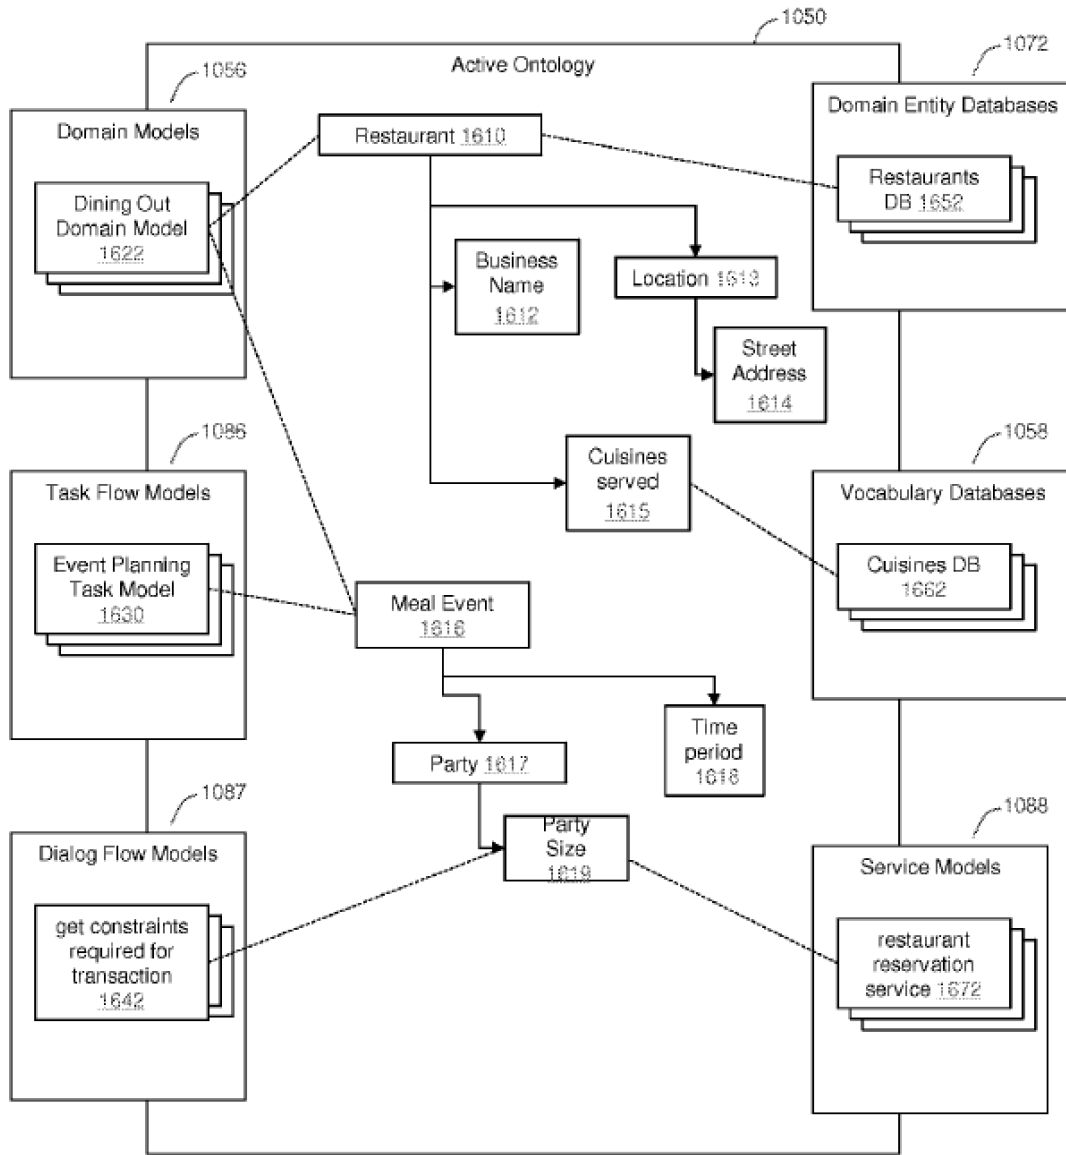 1050
Active Ontology
1056
Domain Models
Dining Out
Domain Model
1622
Restaurant 1610
1072
Domain Entity Databases
Restaurants
DB 1652
Business
Name
1612
Location 1613
Street
Address
1614
Cuisines
served
1615
1086
Task Flow Models
Event Planning
Task Model
1630
1058
Vocabulary Databases
Cuisines DB
1662
Meal Event
1616
Party 1617
Time
period
1618
Party
Size
1619
1087
Dialog Flow Models
get constraints
required for
transaction
1642
1088
Service Models
restaurant
reservation
service 1672